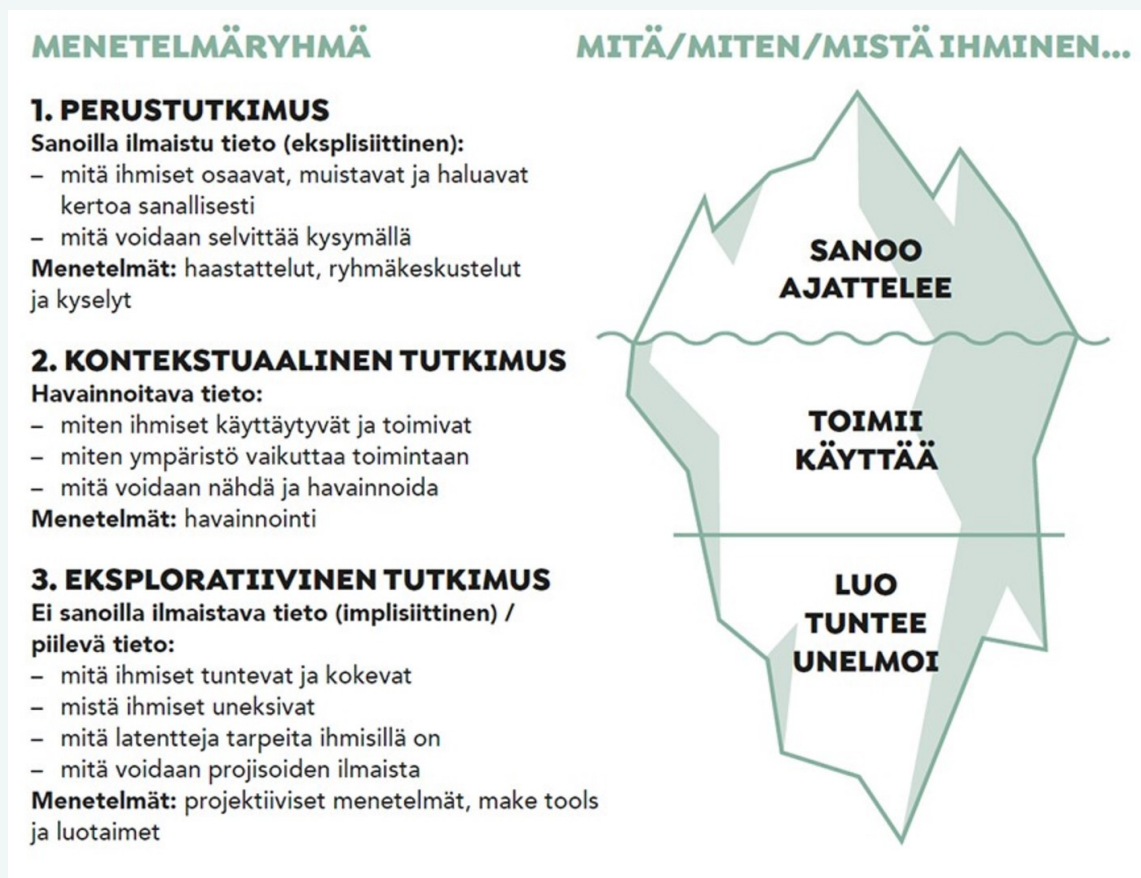 MENETELMÄRYHMÄ
MITÄ/MITEN/MISTÄ IHMINEN...
1. PERUSTUTKIMUS
Sanoilla ilmaistu tieto (eksplisiittinen):
– mitä ihmiset osaavat, muistavat ja haluavat
kertoa sanallisesti
– mitä voidaan selvittää kysymällä
Menetelmät: haastattelut, ryhmäkeskustelut
ja kyselyt
SANOO
AJATTELEE
2. KONTEKSTUAALINEN TUTKIMUS
Havainnoitava tieto:
– miten ihmiset käyttäytyvät ja toimivat
– miten ympäristö vaikuttaa toimintaan
– mitä voidaan nähdä ja havainnoida
Menetelmät: havainnointi
TOIMII
KÄYTTÄÄ
3. EKSPLORATIIVINEN TUTKIMUS
Ei sanoilla ilmaistava tieto (implisiittinen) /
piilevä tieto:
– mitä ihmiset tuntevat ja kokevat
– mistä ihmiset uneksivat
– mitä latentteja tarpeita ihmisillä on
– mitä voidaan projisoiden ilmaista
Menetelmät: projektiiviset menetelmät, make tools
ja luotaimet
LUO
TUNTEE
UNELMOI